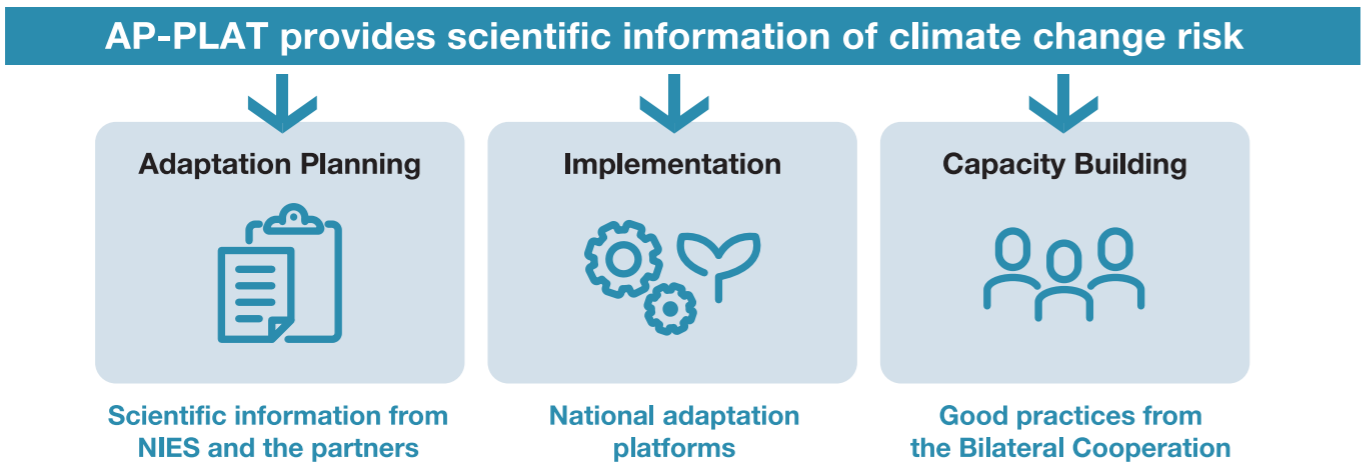 AP-PLAT provides scientific information of climate change risk
Adaptation Planning
Implementation
Capacity Building
Scientific information from
NIES and the partners
National adaptation
platforms
Good practices from
the Bilateral Cooperation